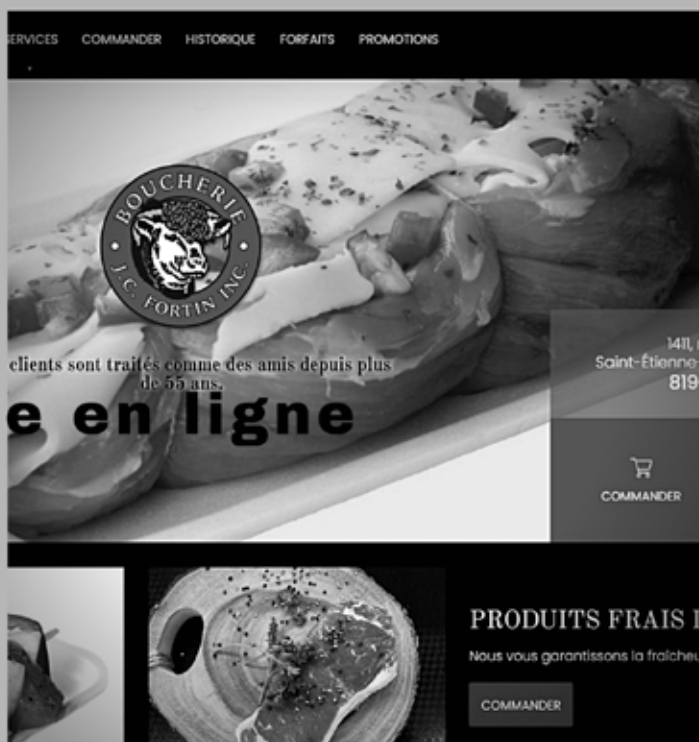 SERVICES COMMANDER HISTORIQUE FORFAITS PROMOTIONS
BOUCHERIE
J.C. FORTIN INC.
clients sont traités comme des amis depuis plus
de 55 ans.
e en ligne
1411,
Saint-Étienne-
819
COMMANDER
PRODUITS FRAIS
Nous vous garantissons la fraîcheu
COMMANDER